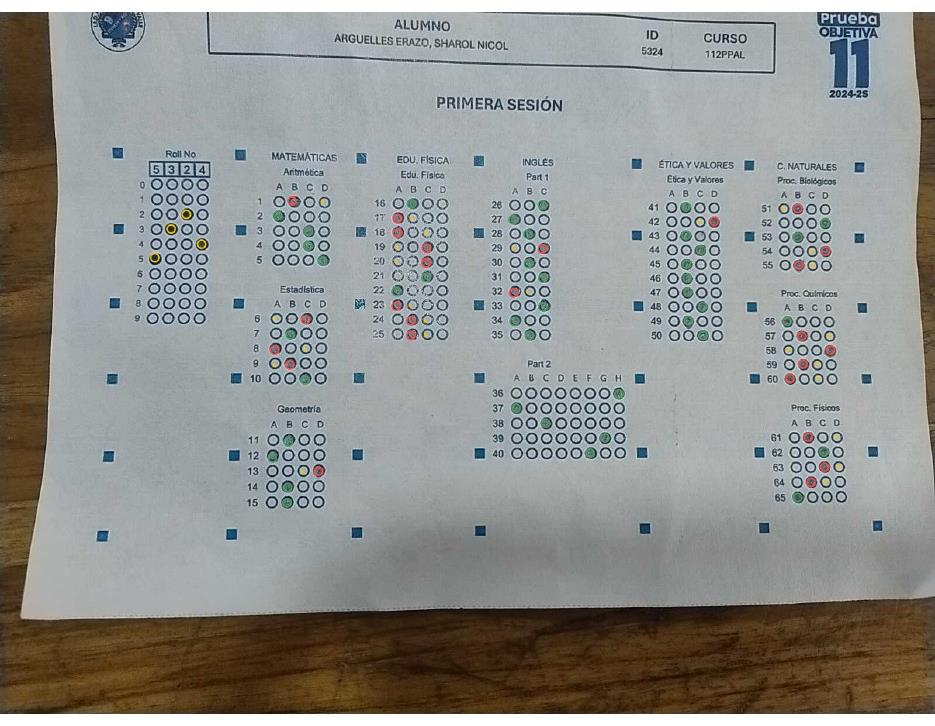 ALUMNO
ARGUELLES ERAZO, SHAROL NICOL
ID
5324
CURSO
112PPAL
Prueba
OBJETIVA
11
2024-25
PRIMERA SESIÓN
Roll No
5 3 2 4
0
1
2
3
4
5
6
7
8
9
MATEMÁTICAS
Aritmética
A B C D
1
2
3
4
5
Estadística
A B C D
6
7
8
9
10
Geometría
A B C D
11
12
13
14
15
EDU. FÍSICA
Edu. Física
A B C D
16
17
18
19
20
21
22
23
24
25
INGLÉS
Part 1
A B C
26
27
28
29
30
31
32
33
34
35
Part 2
A B C D E F G H
36
37
38
39
40
ÉTICA Y VALORES
Ética y Valores
A B C D
41
42
43
44
45
46
47
48
49
50
C. NATURALES
Proc. Biológicos
A B C D
51
52
53
54
55
Proc. Químicos
A B C D
56
57
58
59
60
Proc. Físicos
A B C D
61
62
63
64
65